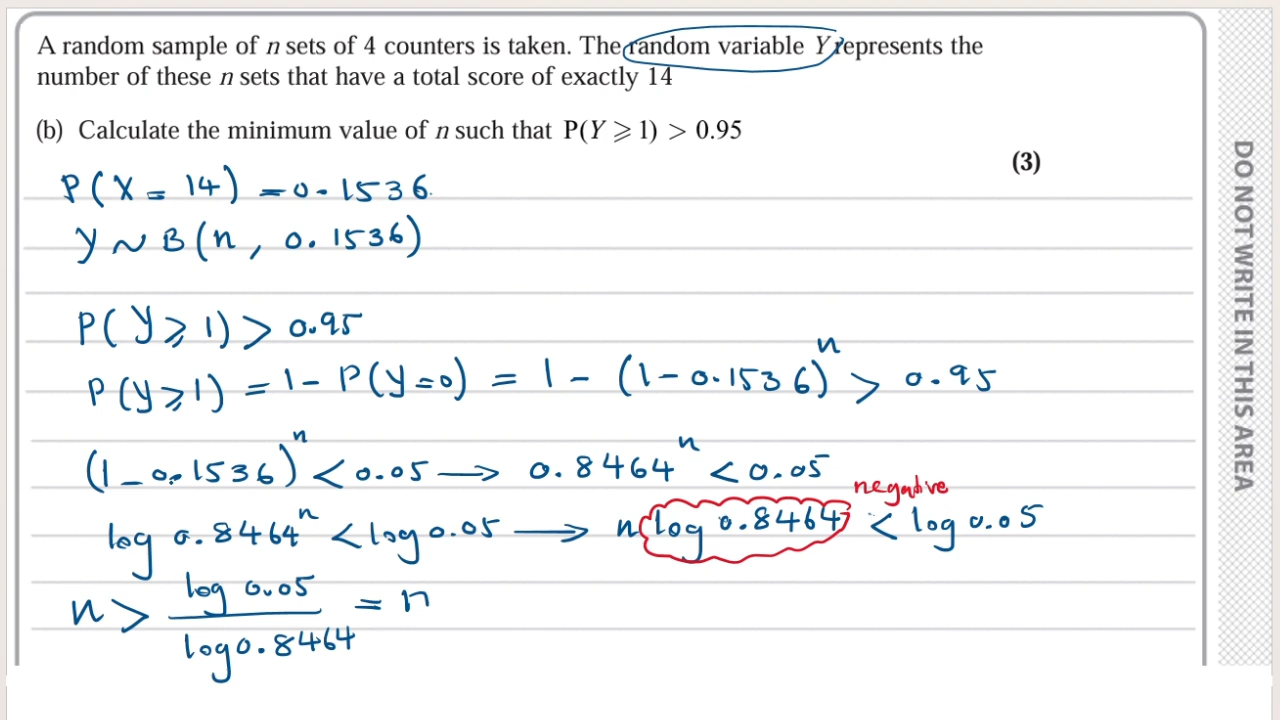 A random sample of n sets of 4 counters is taken. The random variable Y represents the
number of these n sets that have a total score of exactly 14
(b) Calculate the minimum value of n such that P(Y ⩾ 1) > 0.95
(3)
P(X = 14) = 0.1536
Y ~ B(n, 0.1536)
P(Y ⩾ 1) > 0.95
P(Y ⩾ 1) = 1 - P(Y = 0) = 1 - (1 - 0.1536)^n > 0.95
(1 - 0.1536)^n < 0.05 → 0.8464^n < 0.05
negative
log 0.8464^n < log 0.05 → n log 0.8464 < log 0.05
n > log 0.05 / log 0.8464 = n
DO NOT WRITE IN THIS AREA